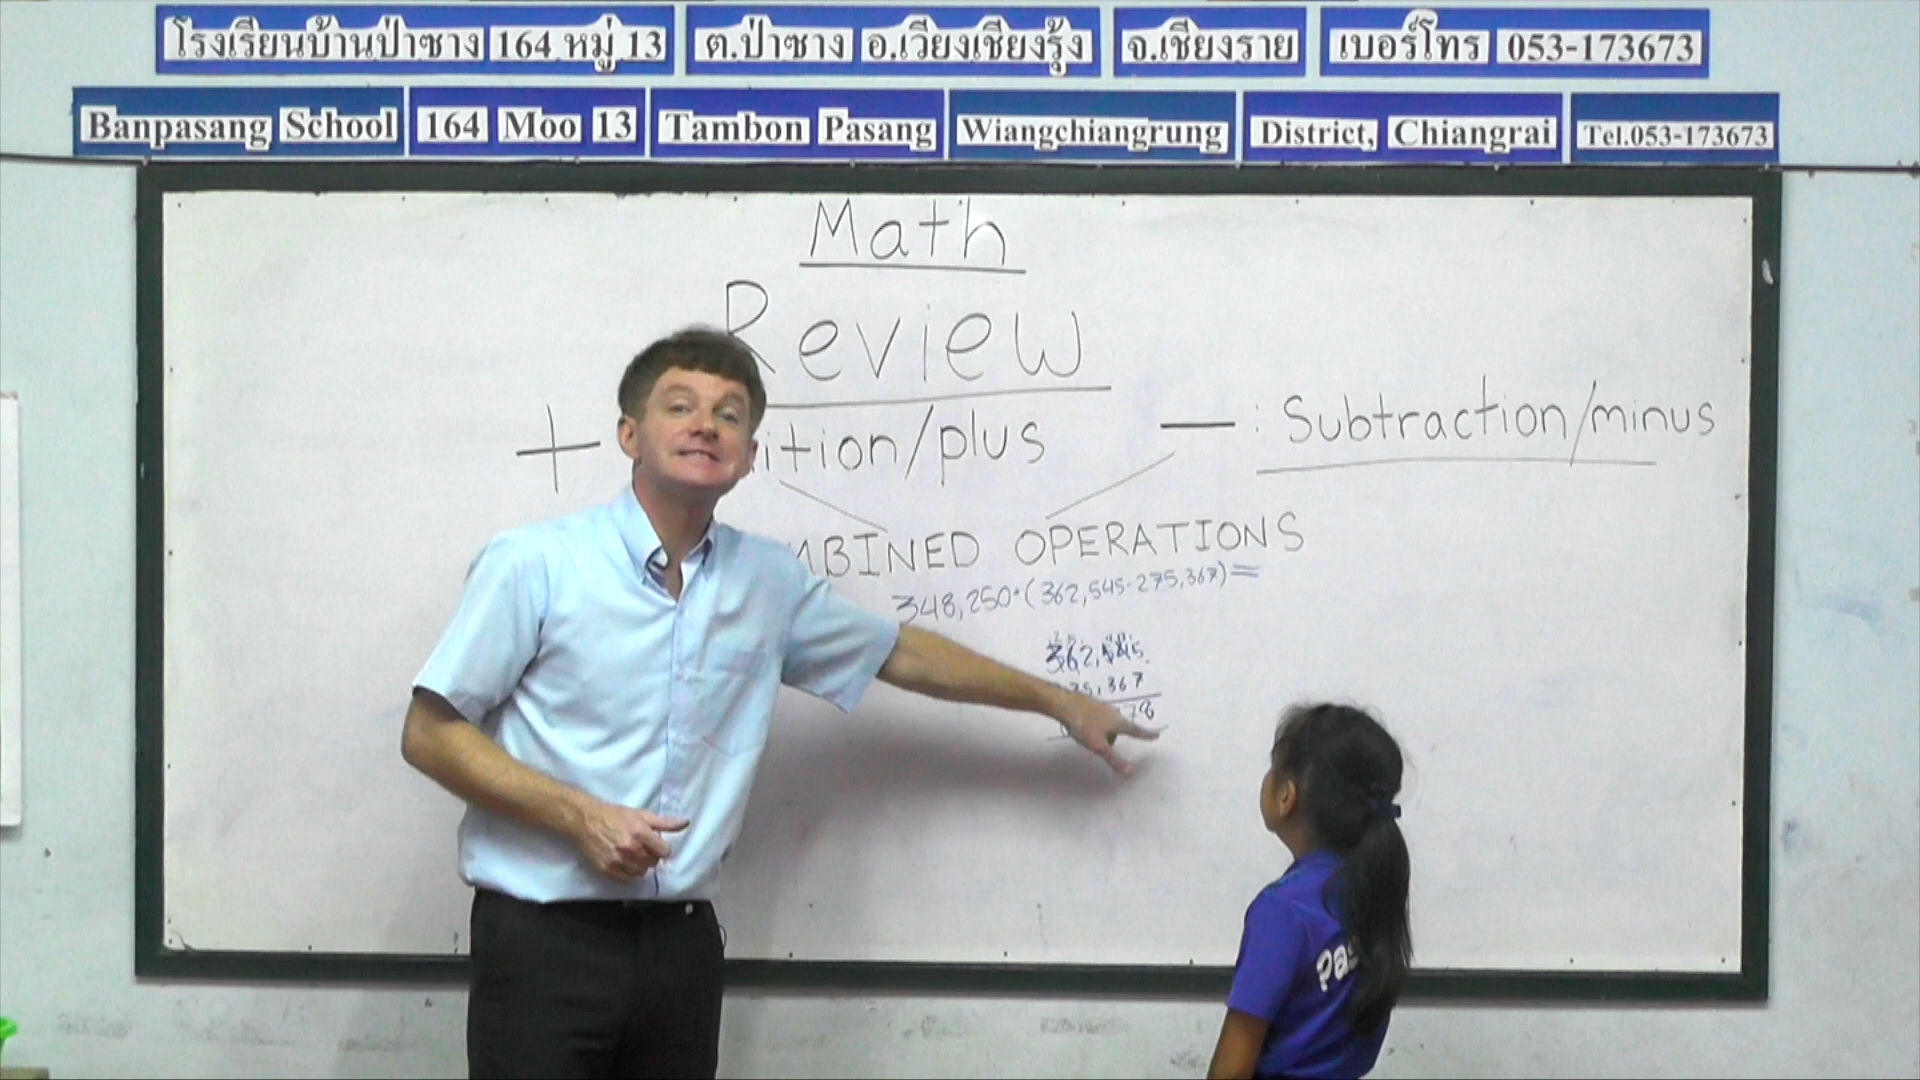 โรงเรียนบ้านป่าซาง 164 หมู่ 13 ต.ป่าซาง อ.เวียงเชียงรุ้ง จ.เชียงราย เบอร์โทร 053-173673
Banpasang School 164 Moo 13 Tambon Pasang Wiangchiangrung District, Chiangrai Tel.053-173673
Math
Review
+ ition/plus — : Subtraction/minus
MBINED OPERATIONS
348,250+(362,545-275,367)=
362,545
75,367
78
Pas